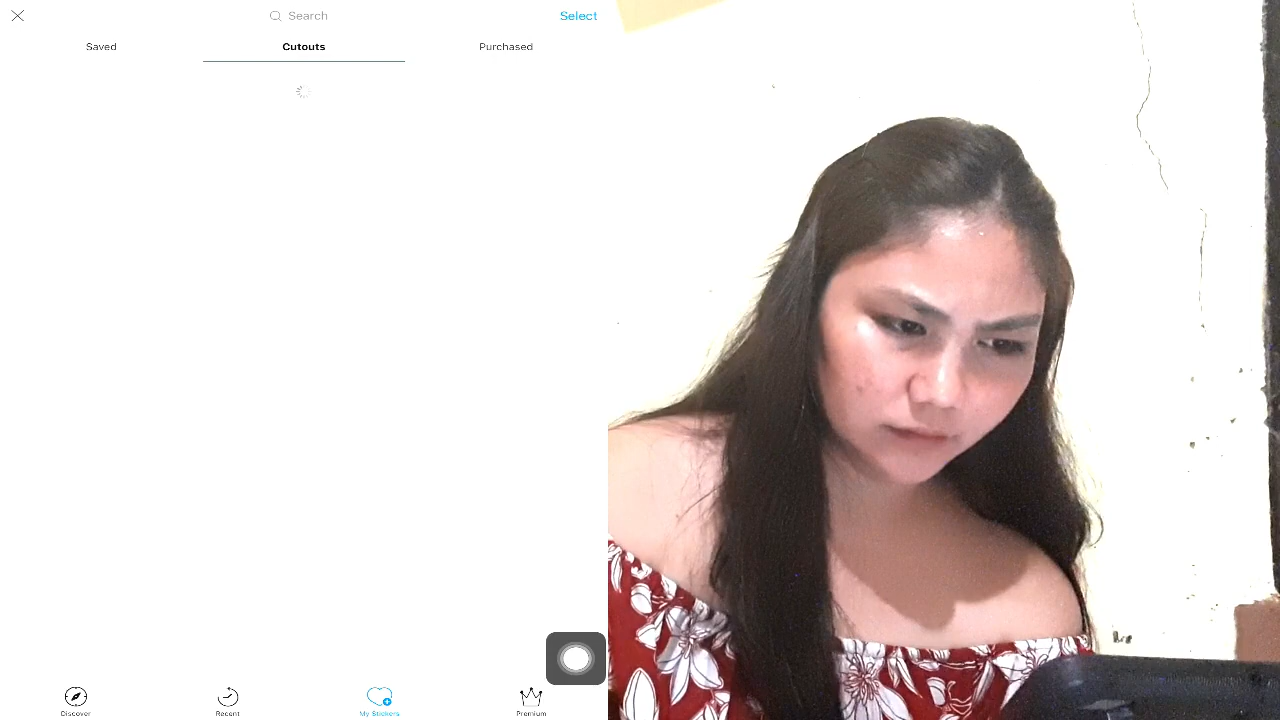 Search
Select
Saved
Cutouts
Purchased
Discover
Recent
My Stickers
Premium